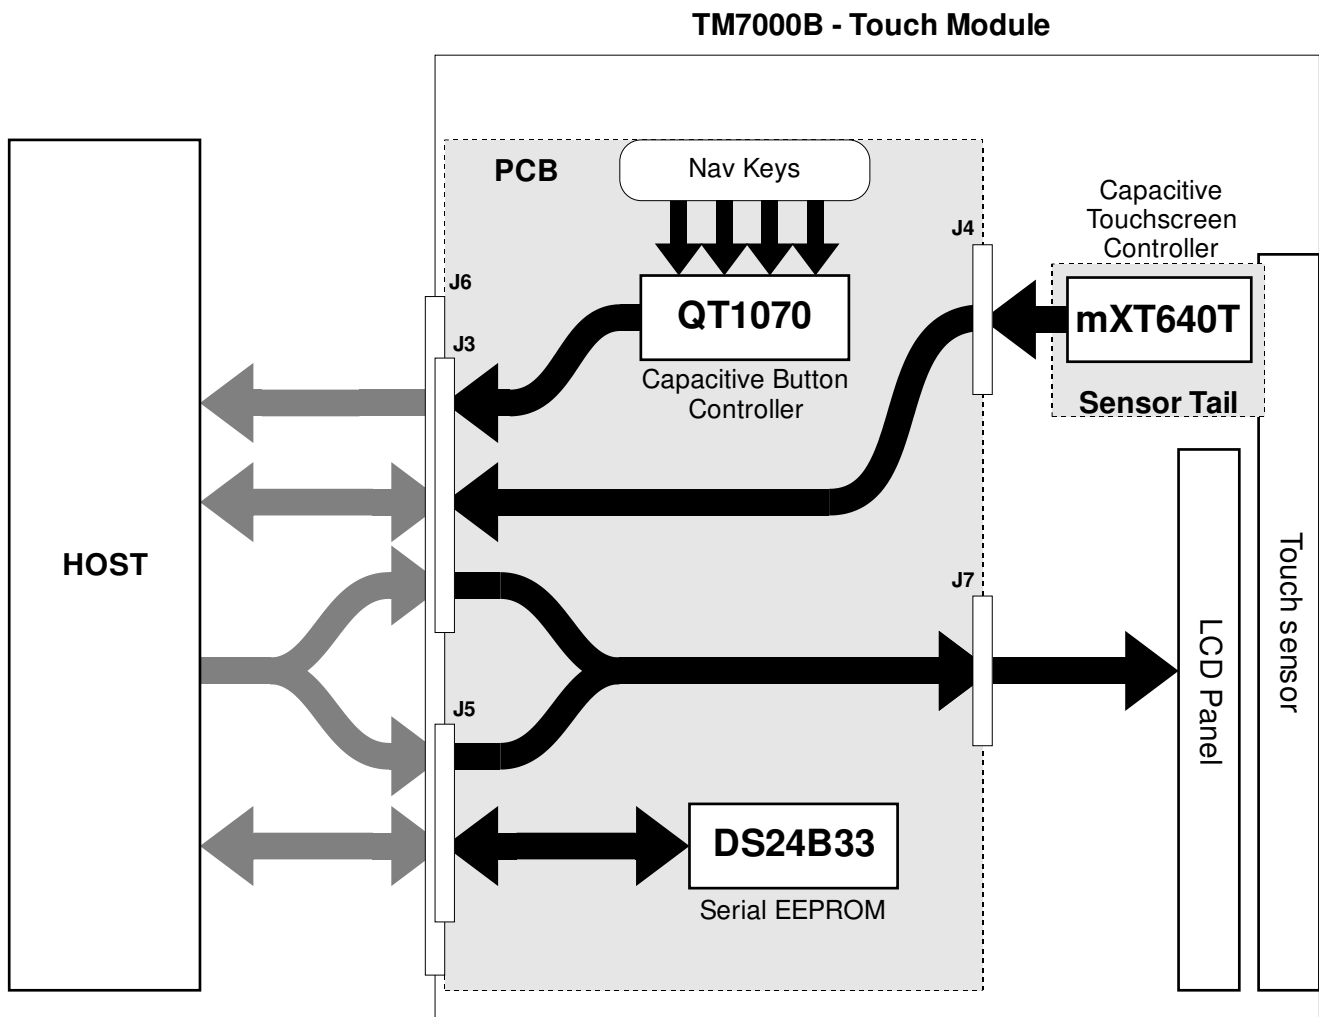 TM7000B - Touch Module
PCB
Nav Keys
J4
Capacitive
Touchscreen
Controller
J6
QT1070
mXT640T
J3
Capacitive Button
Controller
Sensor Tail
HOST
J7
Touch sensor
LCD Panel
J5
DS24B33
Serial EEPROM